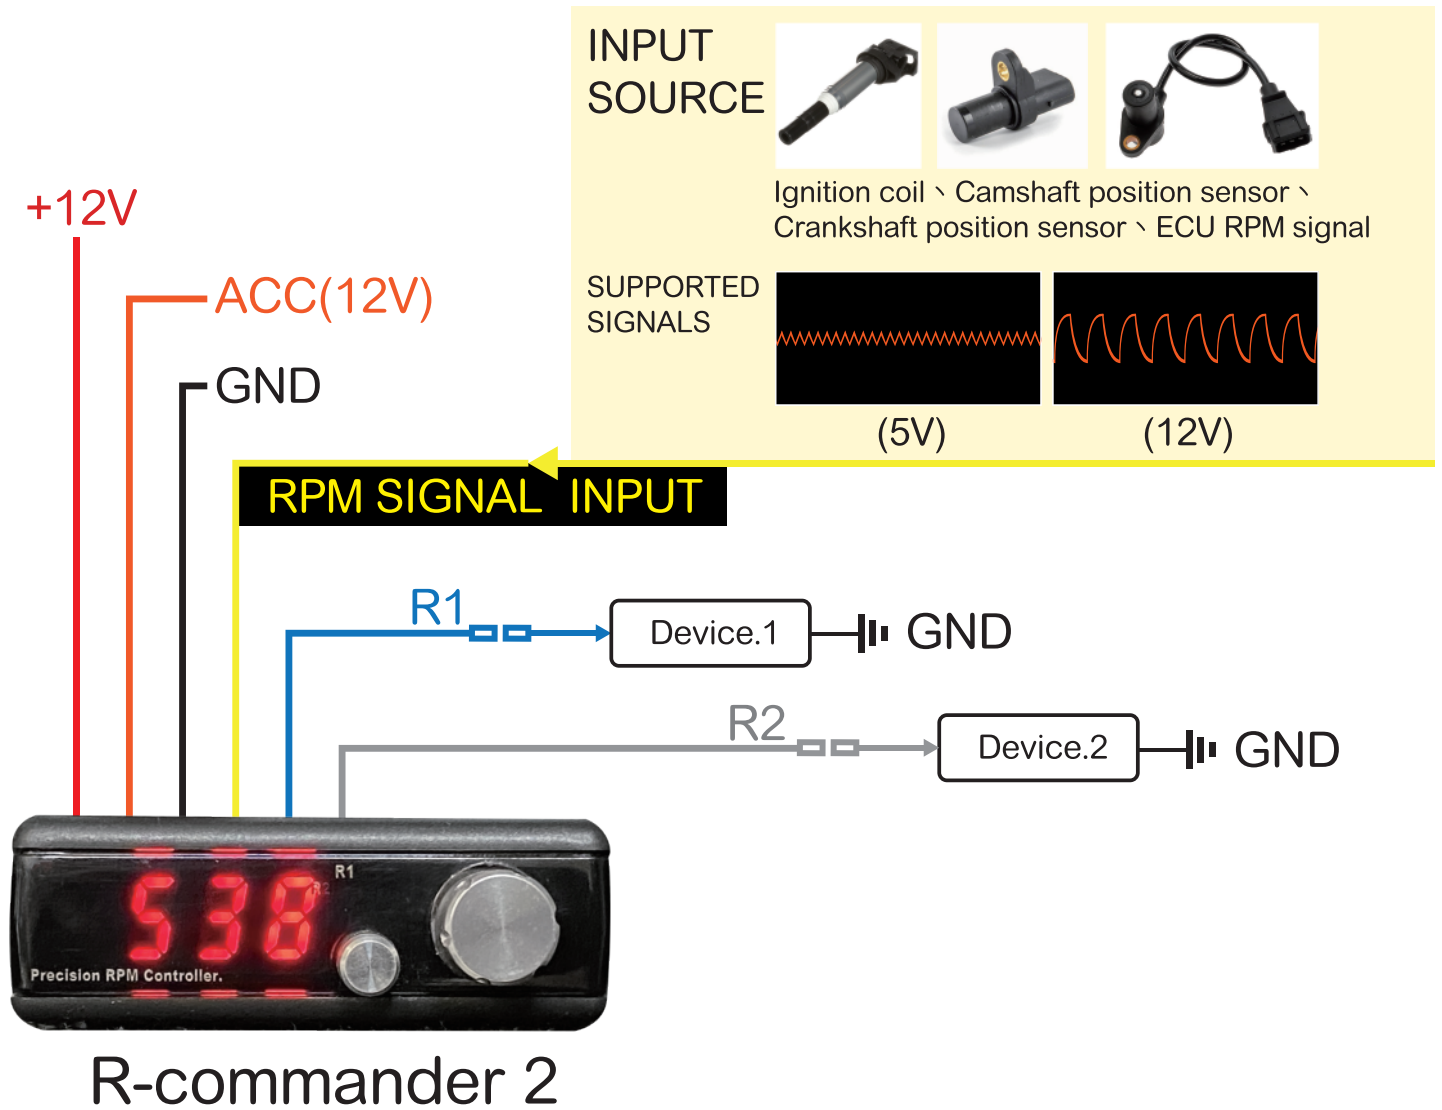 INPUT
SOURCE
Ignition coil、Camshaft position sensor、
Crankshaft position sensor、ECU RPM signal
+12V
ACC(12V)
GND
SUPPORTED
SIGNALS
(5V)
(12V)
RPM SIGNAL INPUT
R1
Device.1
GND
R2
Device.2
GND
538
R1
R2
Precision RPM Controller.
R-commander 2